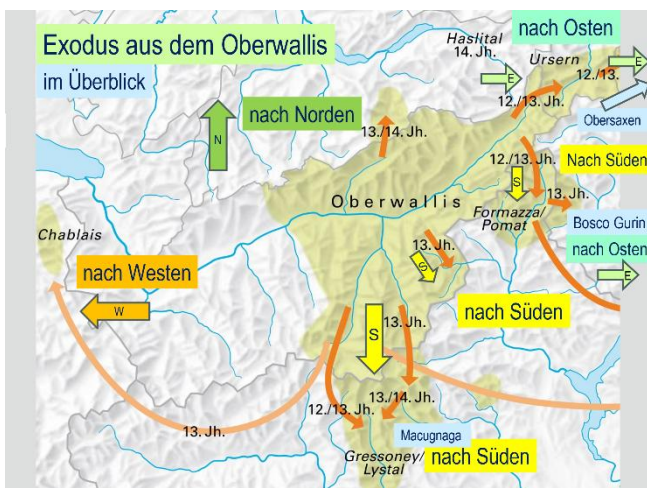 Exodus aus dem Oberwallis
im Überblick
Haslital
14. Jh.
E
nach Osten
Ursern
E
12./13.
12./13. Jh.
Obersaxen
N
nach Norden
13./14. Jh.
12./13. Jh.
Nach Süden
S
13. Jh.
Oberwallis
Formazza/
Pomat
Bosco Gurin
Chablais
13. Jh.
nach Osten
S
E
nach Westen
W
nach Süden
S
13. Jh.
12./13. Jh.
13./14. Jh.
13. Jh.
Macugnaga
Gressoney/
Lystal
nach Süden